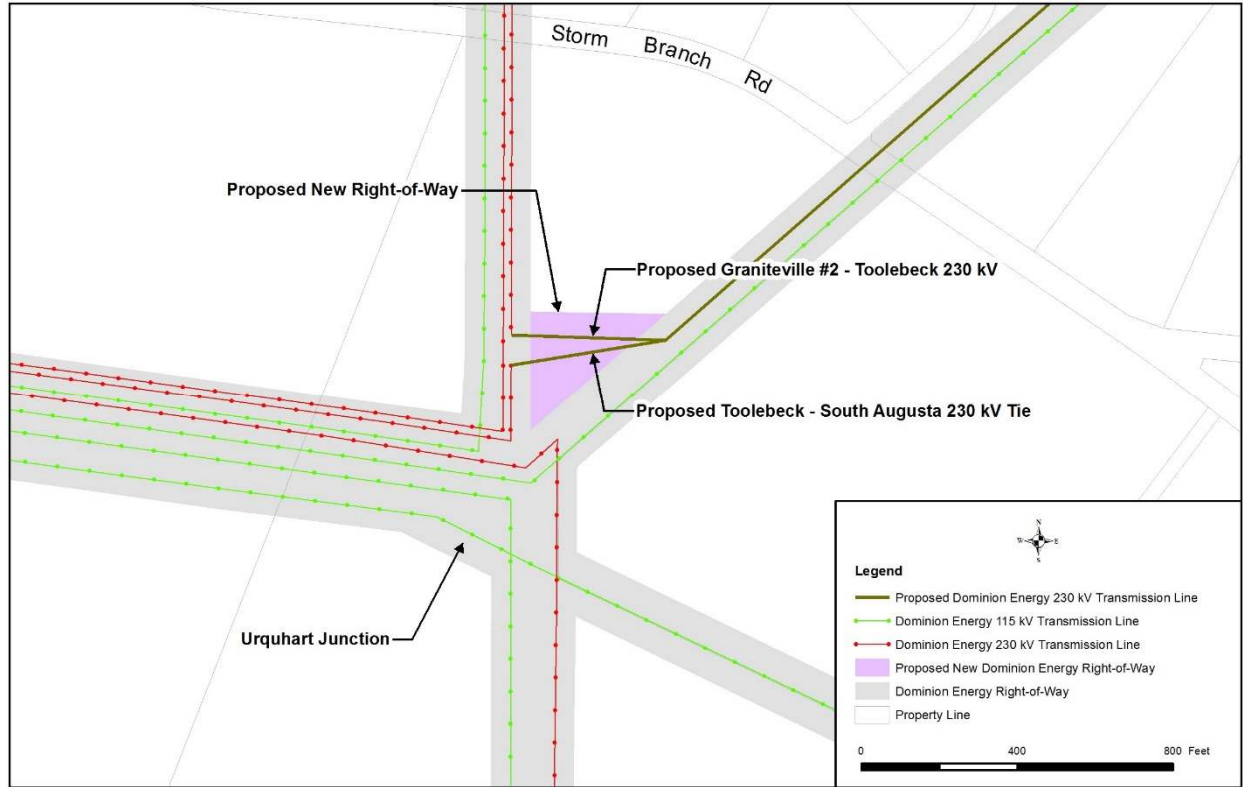 Storm Branch Rd
Proposed New Right-of-Way
Proposed Graniteville #2 - Toolebeck 230 kV
Proposed Toolebeck - South Augusta 230 kV Tie
Urquhart Junction
N
W E
S
Legend
Proposed Dominion Energy 230 kV Transmission Line
Dominion Energy 115 kV Transmission Line
Dominion Energy 230 kV Transmission Line
Proposed New Dominion Energy Right-of-Way
Dominion Energy Right-of-Way
Property Line
0 400 800 Feet